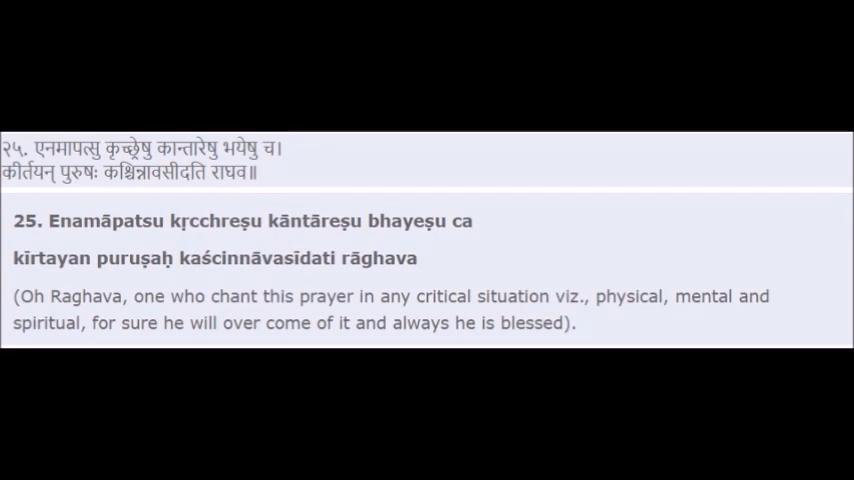 २५. एनमापत्सु कृच्छ्रेषु कान्तारेषु भयेषु च।
कीर्तयन् पुरुषः कश्चिन्नावसीदति राघव॥
25. Enamāpatsu kṛcchreṣu kāntāreṣu bhayeṣu ca
kīrtayan puruṣaḥ kaścinnāvasīdati rāghava
(Oh Raghava, one who chant this prayer in any critical situation viz., physical, mental and
spiritual, for sure he will over come of it and always he is blessed).